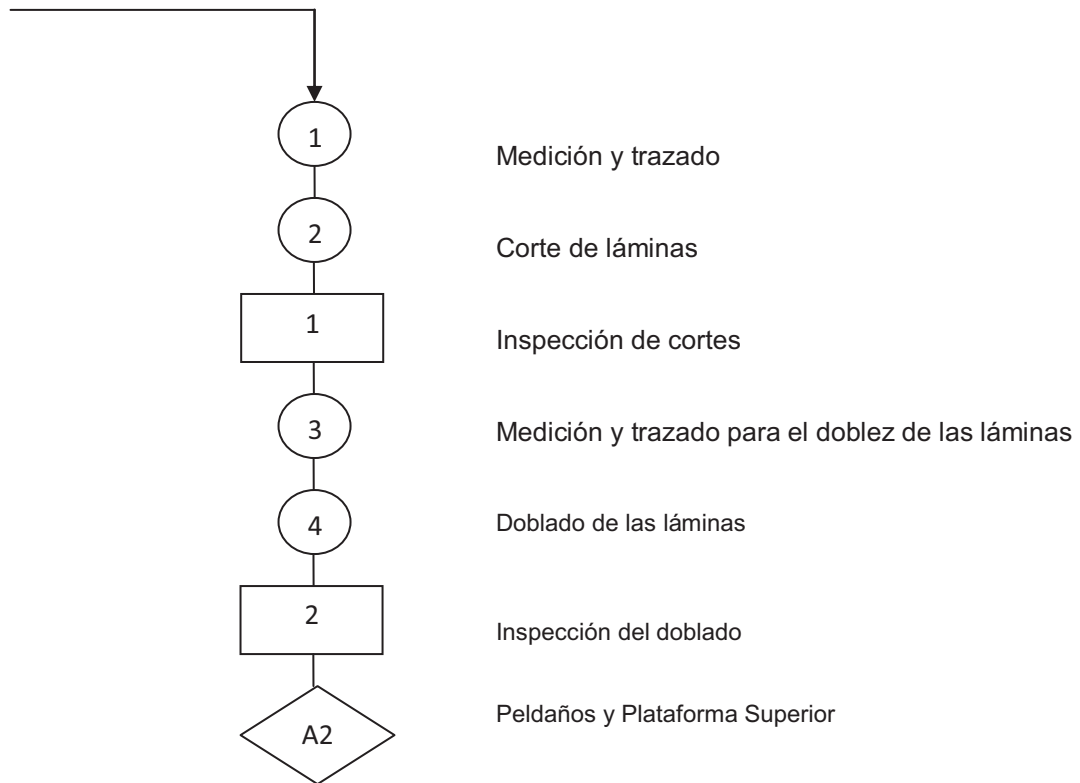 1
Medición y trazado
2
Corte de láminas
1
Inspección de cortes
3
Medición y trazado para el doblez de las láminas
4
Doblado de las láminas
2
Inspección del doblado
A2
Peldaños y Plataforma Superior